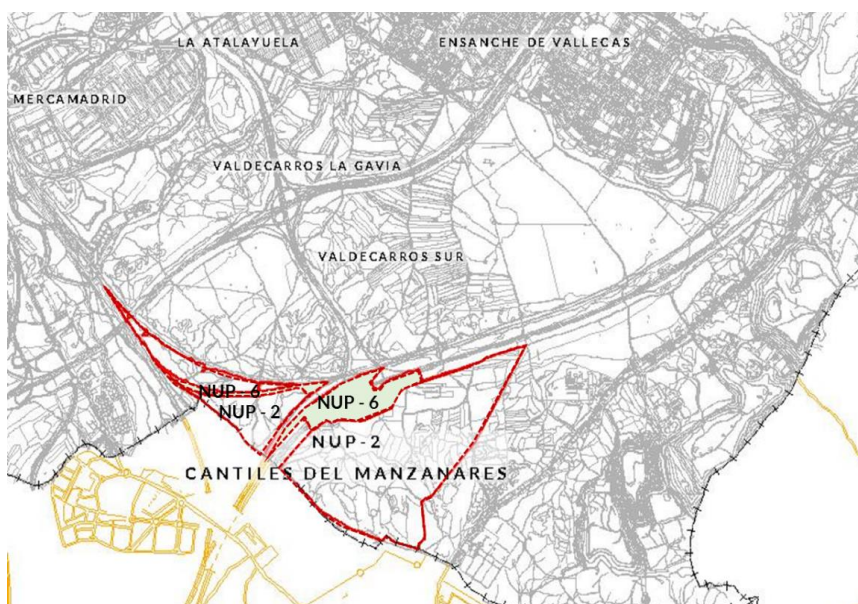 LA ATALAYUELA
ENSANCHE DE VALLECAS
MERCAMADRID
VALDECARROS LA GAVIA
VALDECARROS SUR
NUP - 6
NUP - 6
NUP - 2
NUP - 2
CANTILES DEL MANZANARES